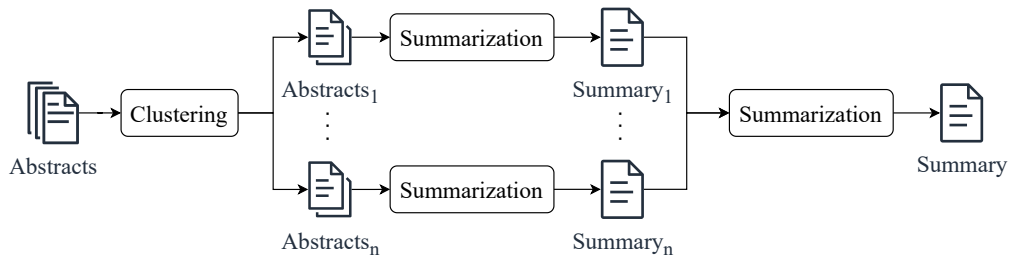 Summarization
Abstracts₁
Summary₁
Clustering
Summarization
Abstracts
Summary
Summarization
Abstractsₙ
Summaryₙ